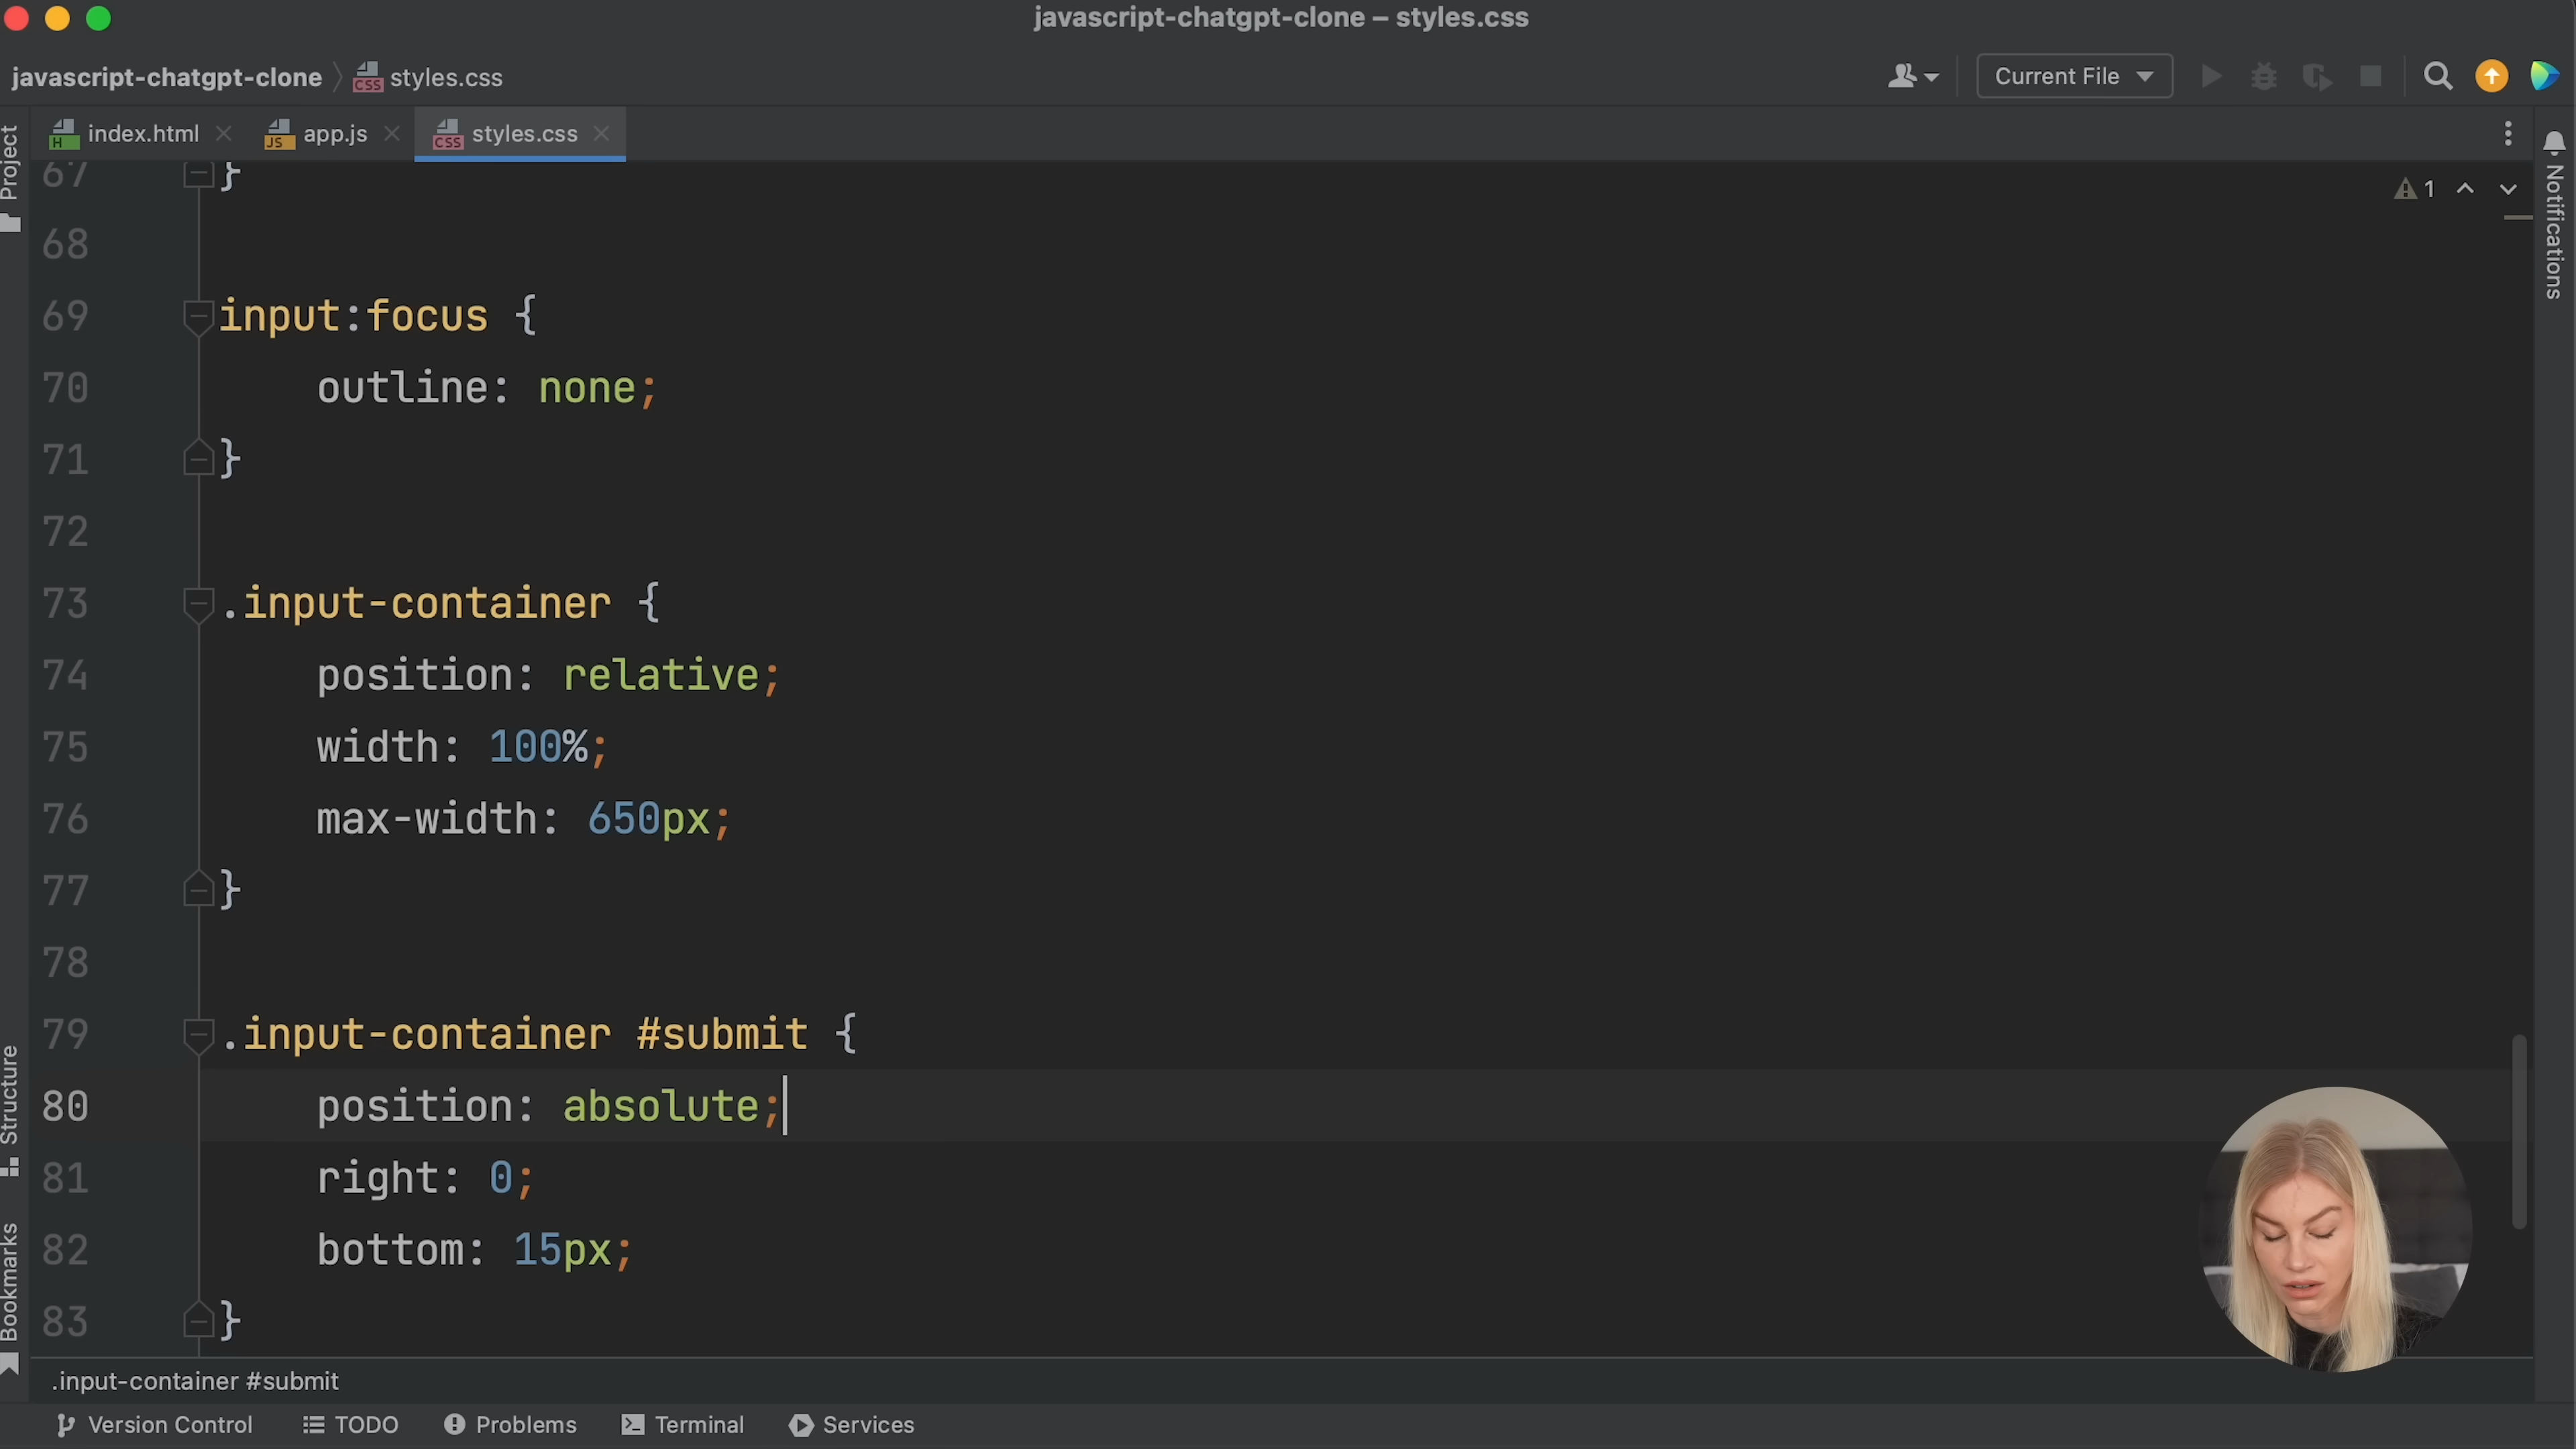 javascript-chatgpt-clone – styles.css
javascript-chatgpt-clone
CSS
styles.css
Current File
H
index.html
JS
app.js
CSS
styles.css
Project
Notifications
1
67 }
68
69 input:focus {
70 outline: none;
71 }
72
73 .input-container {
74 position: relative;
75 width: 100%;
76 max-width: 650px;
77 }
78
79 .input-container #submit {
80 position: absolute;
81 right: 0;
82 bottom: 15px;
83 }
Structure
Bookmarks
.input-container #submit
Version Control
TODO
Problems
Terminal
Services